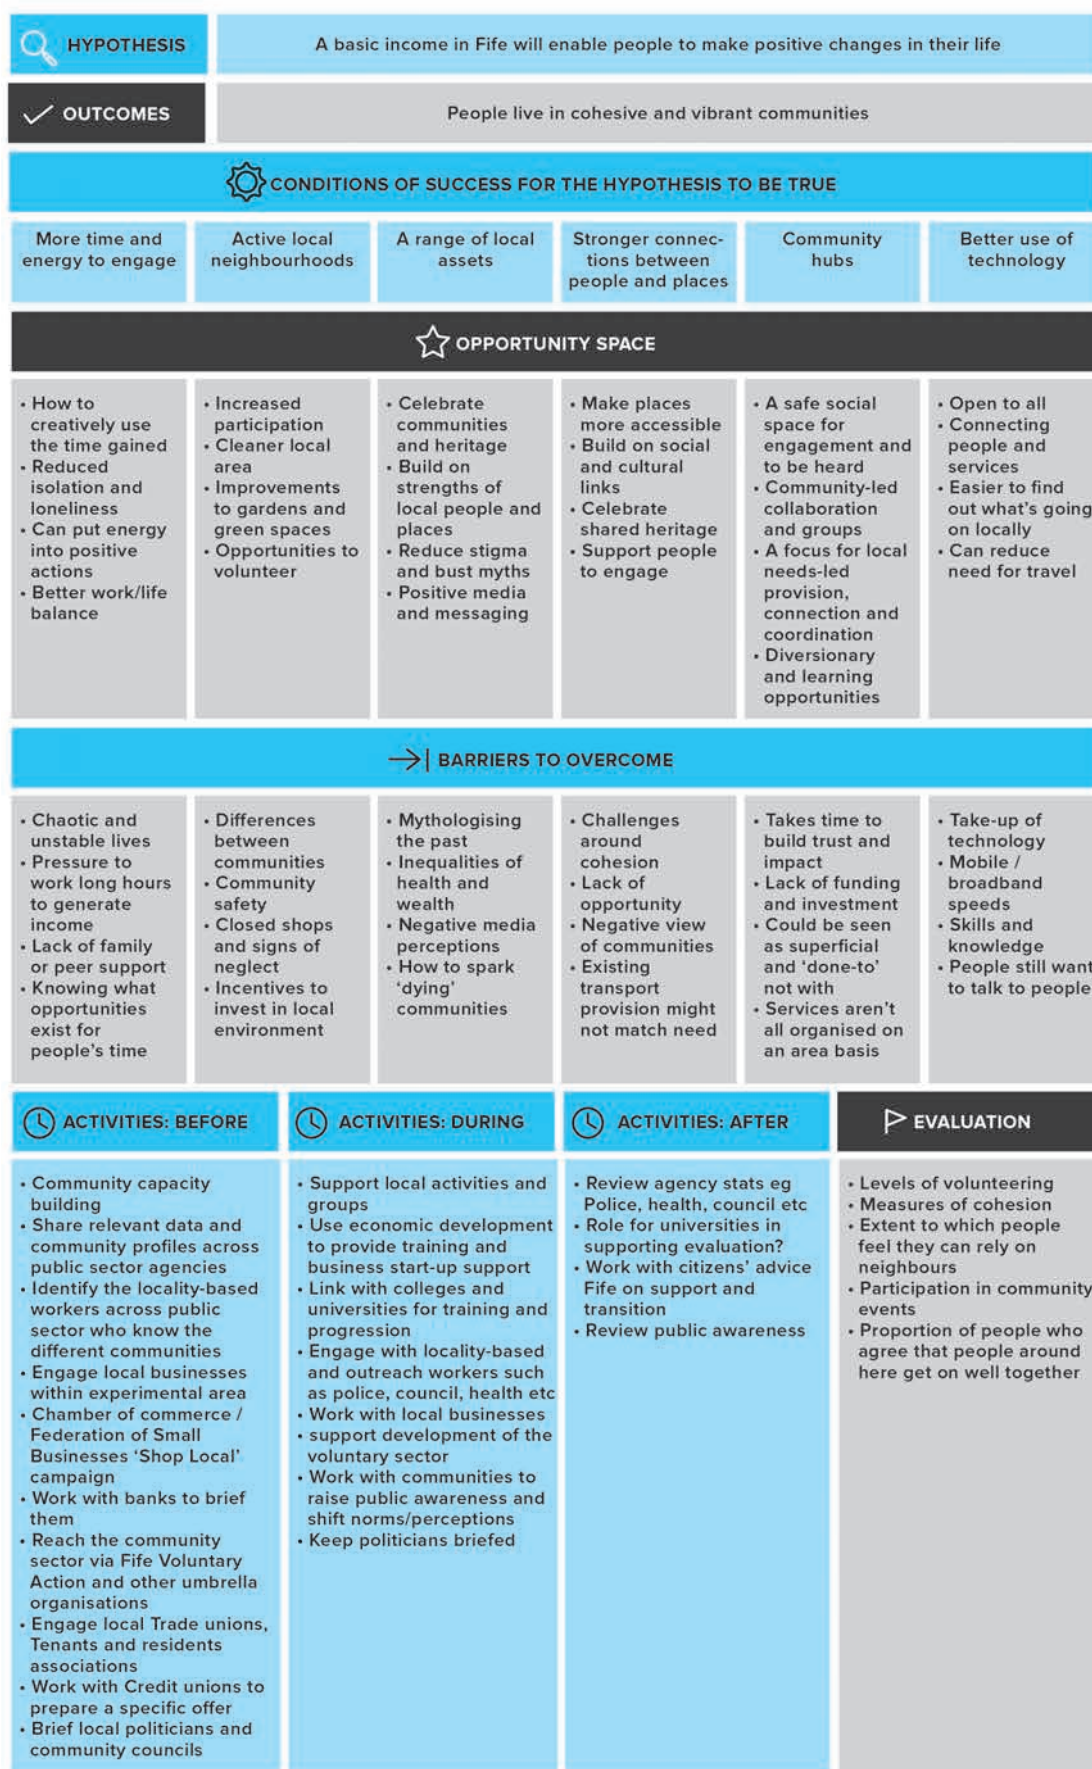 HYPOTHESIS
A basic income in Fife will enable people to make positive changes in their life
OUTCOMES
People live in cohesive and vibrant communities
CONDITIONS OF SUCCESS FOR THE HYPOTHESIS TO BE TRUE
More time and
energy to engage
Active local
neighbourhoods
A range of local
assets
Stronger connec-
tions between
people and places
Community
hubs
Better use of
technology
OPPORTUNITY SPACE
• How to
creatively use
the time gained
• Reduced
isolation and
loneliness
• Can put energy
into positive
actions
• Better work/life
balance
• Increased
participation
• Cleaner local
area
• Improvements
to gardens and
green spaces
• Opportunities to
volunteer
• Celebrate
communities
and heritage
• Build on
strengths of
local people and
places
• Reduce stigma
and bust myths
• Positive media
and messaging
• Make places
more accessible
• Build on social
and cultural
links
• Celebrate
shared heritage
• Support people
to engage
• A safe social
space for
engagement and
to be heard
• Community-led
collaboration
and groups
• A focus for local
needs-led
provision,
connection and
coordination
• Diversionary
and learning
opportunities
• Open to all
• Connecting
people and
services
• Easier to find
out what's going
on locally
• Can reduce
need for travel
BARRIERS TO OVERCOME
• Chaotic and
unstable lives
• Pressure to
work long hours
to generate
income
• Lack of family
or peer support
• Knowing what
opportunities
exist for
people's time
• Differences
between
communities
• Community
safety
• Closed shops
and signs of
neglect
• Incentives to
invest in local
environment
• Mythologising
the past
• Inequalities of
health and
wealth
• Negative media
perceptions
• How to spark
'dying'
communities
• Challenges
around
cohesion
• Lack of
opportunity
• Negative view
of communities
• Existing
transport
provision might
not match need
• Takes time to
build trust and
impact
• Lack of funding
and investment
• Could be seen
as superficial
and 'done-to'
not with
• Services aren't
all organised on
an area basis
• Take-up of
technology
• Mobile /
broadband
speeds
• Skills and
knowledge
• People still want
to talk to people
ACTIVITIES: BEFORE
• Community capacity
building
• Share relevant data and
community profiles across
public sector agencies
• Identify the locality-based
workers across public
sector who know the
different communities
• Engage local businesses
within experimental area
• Chamber of commerce /
Federation of Small
Businesses 'Shop Local'
campaign
• Work with banks to brief
them
• Reach the community
sector via Fife Voluntary
Action and other umbrella
organisations
• Engage local Trade unions,
Tenants and residents
associations
• Work with Credit unions to
prepare a specific offer
• Brief local politicians and
community councils
ACTIVITIES: DURING
• Support local activities and
groups
• Use economic development
to provide training and
business start-up support
• Link with colleges and
universities for training and
progression
• Engage with locality-based
and outreach workers such
as police, council, health etc
• Work with local businesses
• support development of the
voluntary sector
• Work with communities to
raise public awareness and
shift norms/perceptions
• Keep politicians briefed
ACTIVITIES: AFTER
• Review agency stats eg
Police, health, council etc
• Role for universities in
supporting evaluation?
• Work with citizens' advice
Fife on support and
transition
• Review public awareness
EVALUATION
• Levels of volunteering
• Measures of cohesion
• Extent to which people
feel they can rely on
neighbours
• Participation in community
events
• Proportion of people who
agree that people around
here get on well together